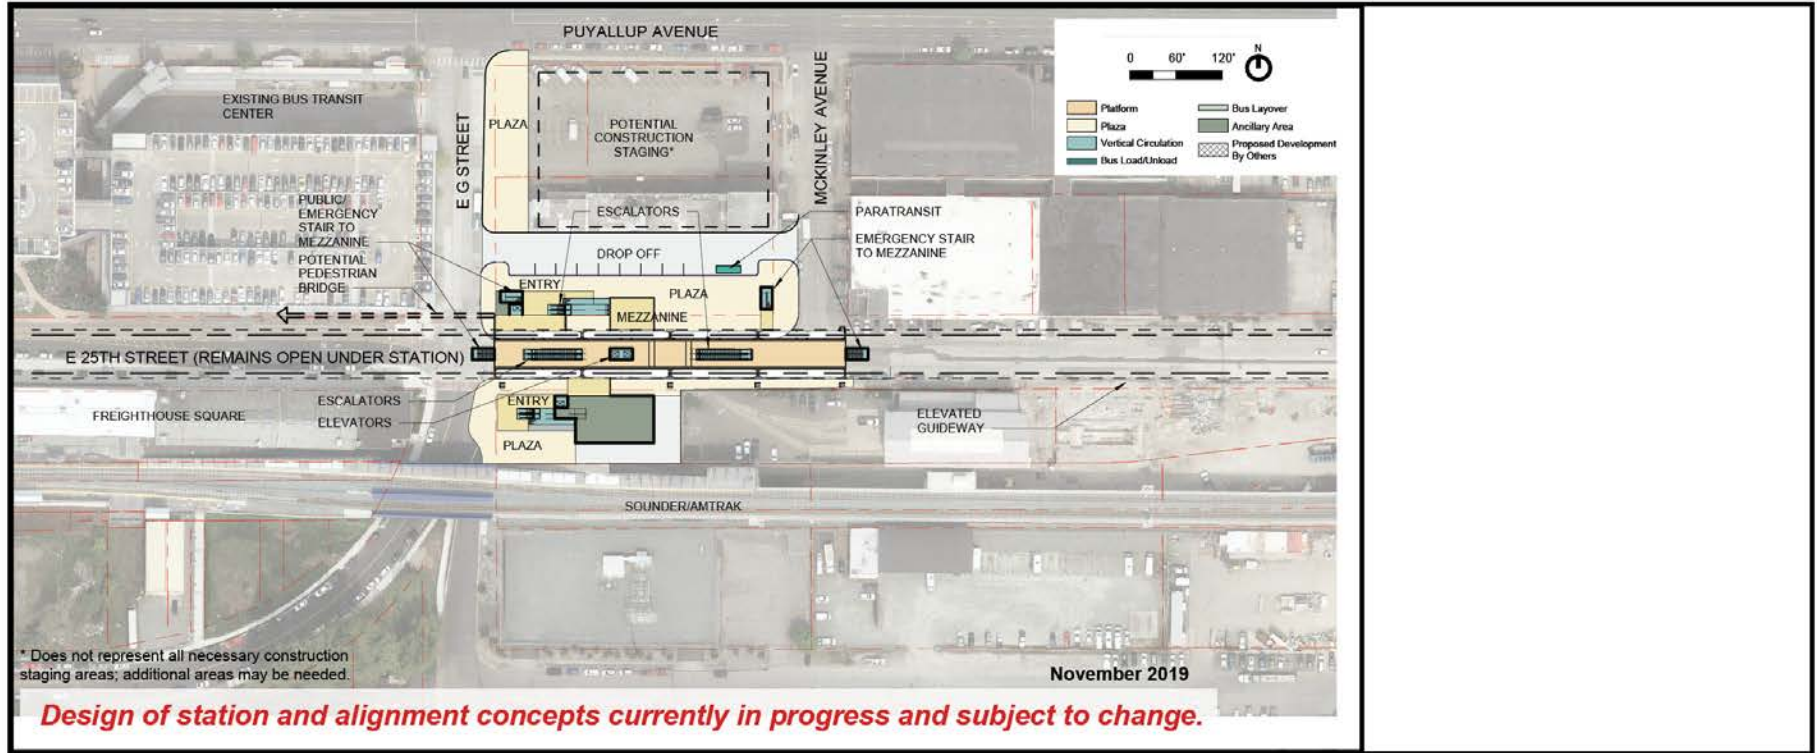 PUYALLUP AVENUE
N
0 60' 120'
Platform
Plaza
Vertical Circulation
Bus Load/Unload
Bus Layover
Ancillary Area
Proposed Development
By Others
EXISTING BUS TRANSIT
CENTER
E G STREET
PLAZA
POTENTIAL
CONSTRUCTION
STAGING*
MCKINLEY AVENUE
PUBLIC/
EMERGENCY
STAIR TO
MEZZANINE
ESCALATORS
PARATRANSIT
EMERGENCY STAIR
TO MEZZANINE
POTENTIAL
PEDESTRIAN
BRIDGE
DROP OFF
ENTRY
PLAZA
MEZZANINE
E 25TH STREET (REMAINS OPEN UNDER STATION)
ESCALATORS
ELEVATORS
FREIGHTHOUSE SQUARE
ENTRY
PLAZA
ELEVATED
GUIDEWAY
SOUNDER/AMTRAK
* Does not represent all necessary construction
staging areas; additional areas may be needed.
November 2019
Design of station and alignment concepts currently in progress and subject to change.